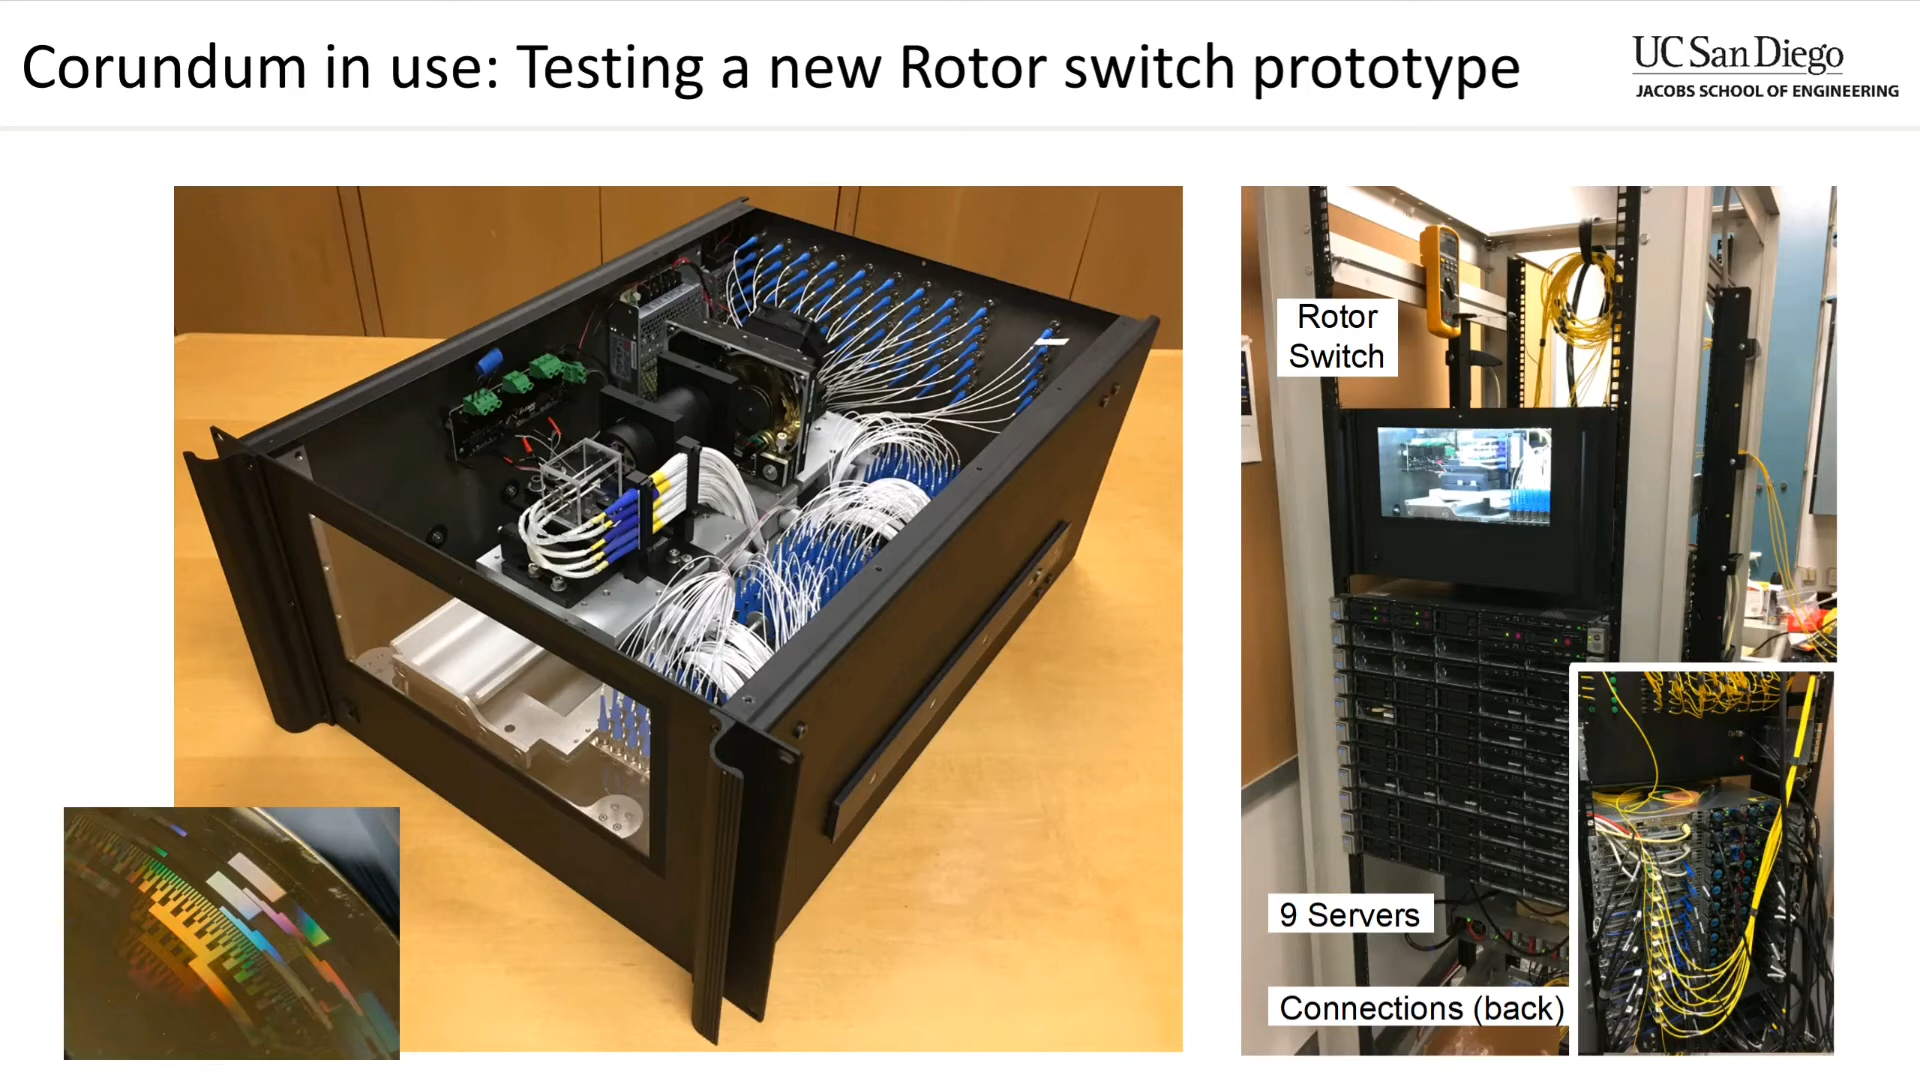 Corundum in use: Testing a new Rotor switch prototype
UC San Diego
JACOBS SCHOOL OF ENGINEERING
Rotor
Switch
9 Servers
Connections (back)